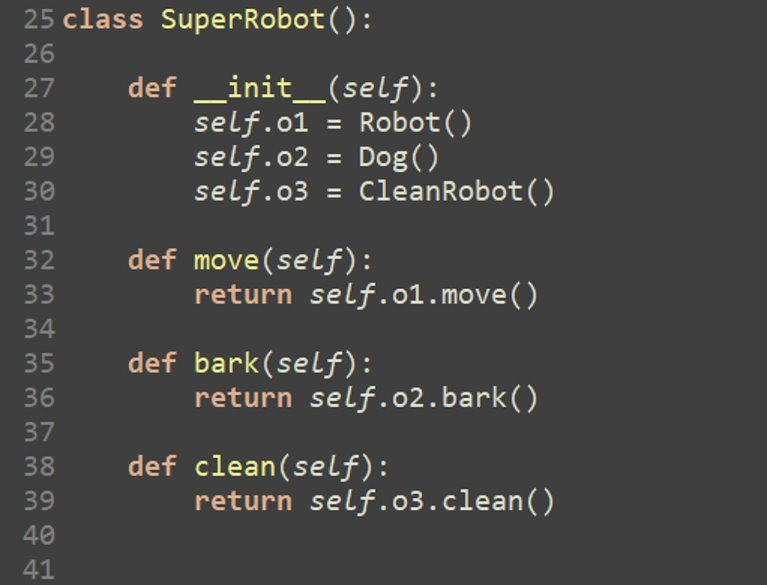 25 class SuperRobot():
26
27     def __init__(self):
28         self.o1 = Robot()
29         self.o2 = Dog()
30         self.o3 = CleanRobot()
31
32     def move(self):
33         return self.o1.move()
34
35     def bark(self):
36         return self.o2.bark()
37
38     def clean(self):
39         return self.o3.clean()
40
41